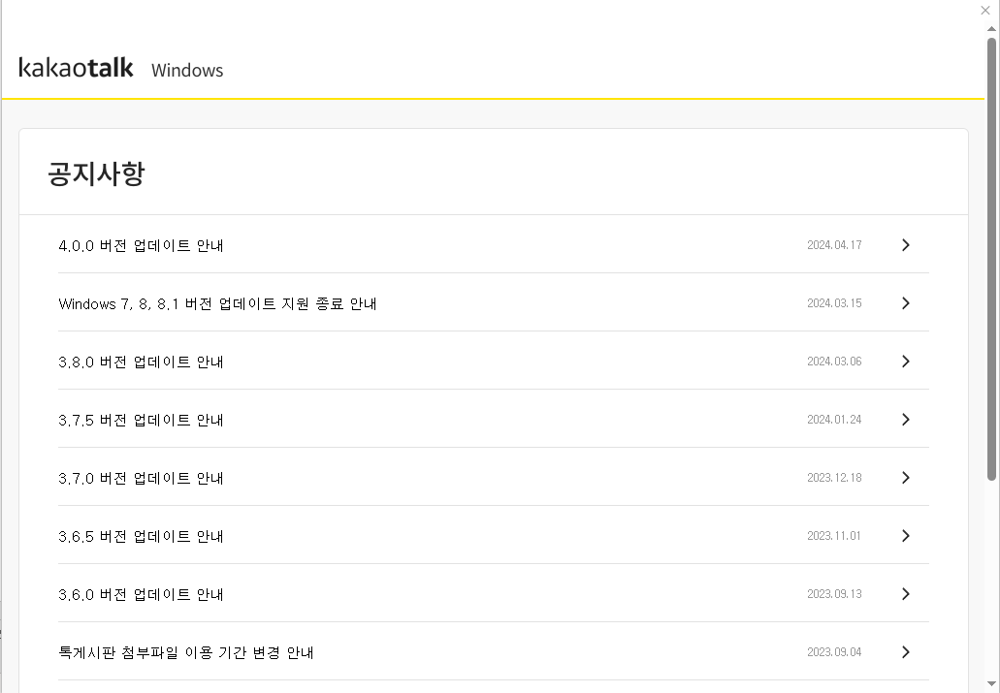 kakaotalk Windows
공지사항
4.0.0 버전 업데이트 안내 2024.04.17
Windows 7, 8, 8.1 버전 업데이트 지원 종료 안내 2024.03.15
3.8.0 버전 업데이트 안내 2024.03.06
3.7.5 버전 업데이트 안내 2024.01.24
3.7.0 버전 업데이트 안내 2023.12.18
3.6.5 버전 업데이트 안내 2023.11.01
3.6.0 버전 업데이트 안내 2023.09.13
톡게시판 첨부파일 이용 기간 변경 안내 2023.09.04